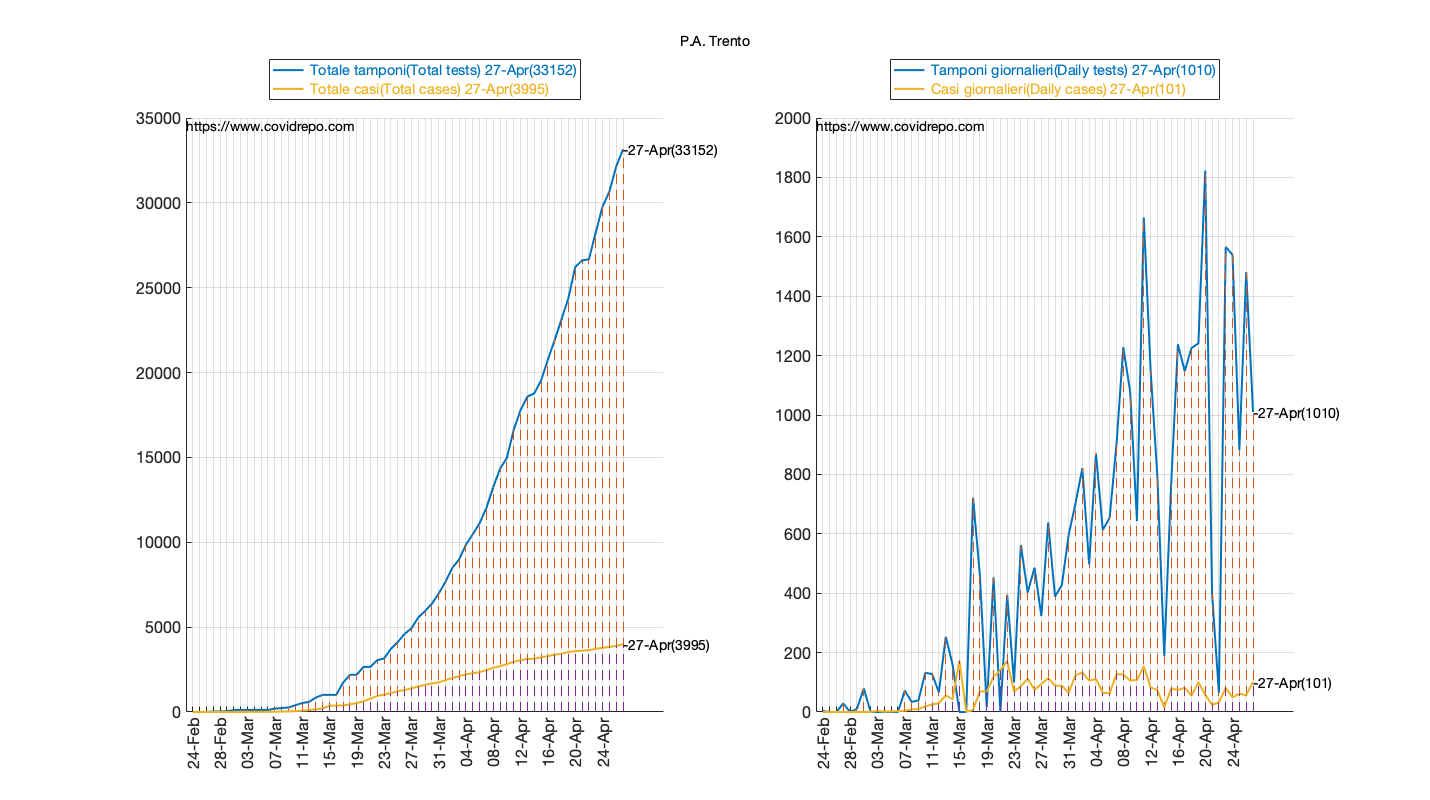 P.A. Trento
Totale tamponi(Total tests) 27-Apr(33152)
Totale casi(Total cases) 27-Apr(3995)
35000
30000
25000
20000
15000
10000
5000
0
https://www.covidrepo.com
27-Apr(33152)
27-Apr(3995)
24-Feb
28-Feb
03-Mar
07-Mar
11-Mar
15-Mar
19-Mar
23-Mar
27-Mar
31-Mar
04-Apr
08-Apr
12-Apr
16-Apr
20-Apr
24-Apr
Tamponi giornalieri(Daily tests) 27-Apr(1010)
Casi giornalieri(Daily cases) 27-Apr(101)
2000
1800
1600
1400
1200
1000
800
600
400
200
0
https://www.covidrepo.com
27-Apr(1010)
27-Apr(101)
24-Feb
28-Feb
03-Mar
07-Mar
11-Mar
15-Mar
19-Mar
23-Mar
27-Mar
31-Mar
04-Apr
08-Apr
12-Apr
16-Apr
20-Apr
24-Apr